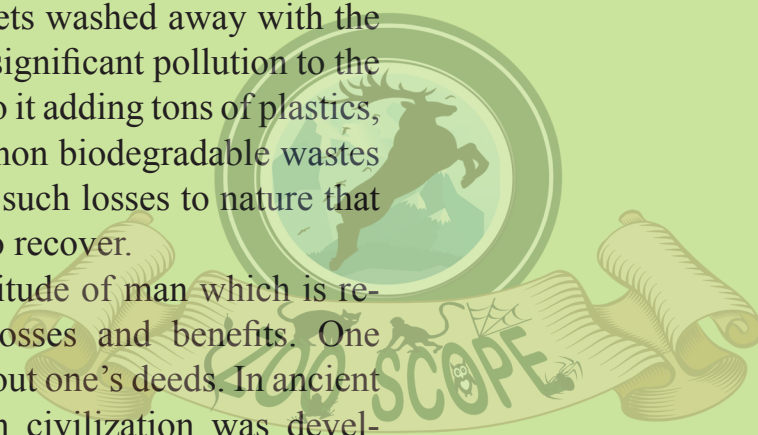 ets washed away with the
significant pollution to the
o it adding tons of plastics,
non biodegradable wastes
such losses to nature that
o recover.
itude of man which is re-
osses and benefits. One
out one's deeds. In ancient
n civilization was devel-
ZOO SCOPE